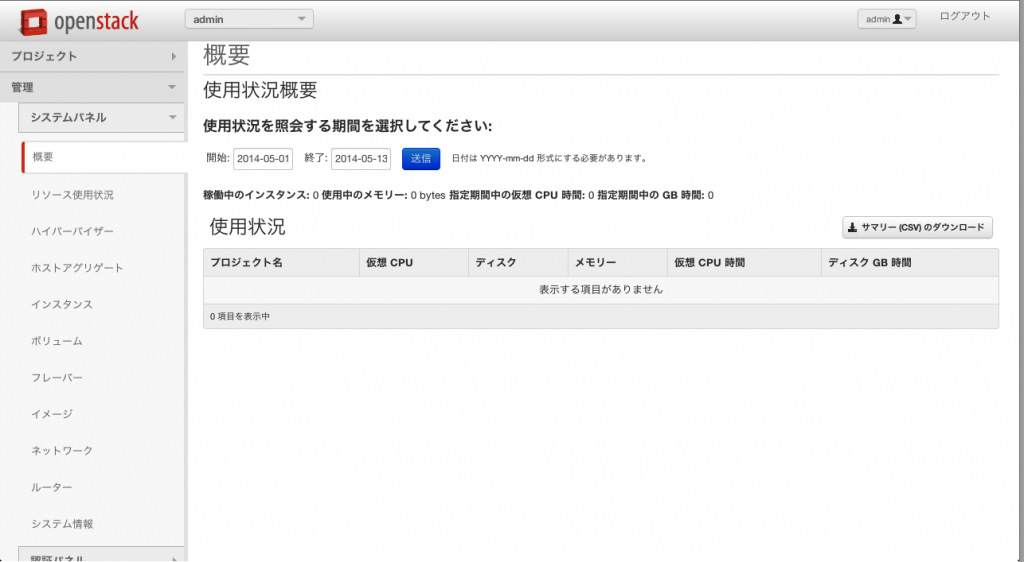 openstack
admin
admin
ログアウト
プロジェクト
管理
システムパネル
概要
リソース使用状況
ハイパーバイザー
ホストアグリゲート
インスタンス
ボリューム
フレーバー
イメージ
ネットワーク
ルーター
システム情報
認証パネル
概要
使用状況概要
使用状況を照会する期間を選択してください:
開始: 2014-05-01 終了: 2014-05-13 送信 日付は YYYY-mm-dd 形式にする必要があります。
稼働中のインスタンス: 0 使用中のメモリー: 0 bytes 指定期間中の仮想 CPU 時間: 0 指定期間中の GB 時間: 0
使用状況
サマリー (CSV) のダウンロード
プロジェクト名 仮想 CPU ディスク メモリー 仮想 CPU 時間 ディスク GB 時間
表示する項目がありません
0 項目を表示中